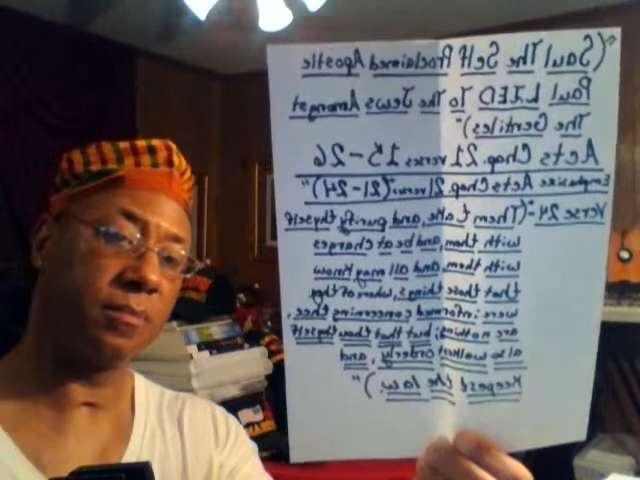 "(Saul The Self Proclaimed Apostle
Paul LIED To The Jews Amongst
The Gentiles)"
Acts Chap. 21 verses 15-26
Emphasize Acts Chap. 21 verses "(21-24)"
Verse 24-"(Them take, and purify thyself
with them, and be at charges
with them, and all may know
that those things, where of they
were informed concerning thee,
are nothing; but that thou thyself
also walkest orderly, and
Keepest the law.)"